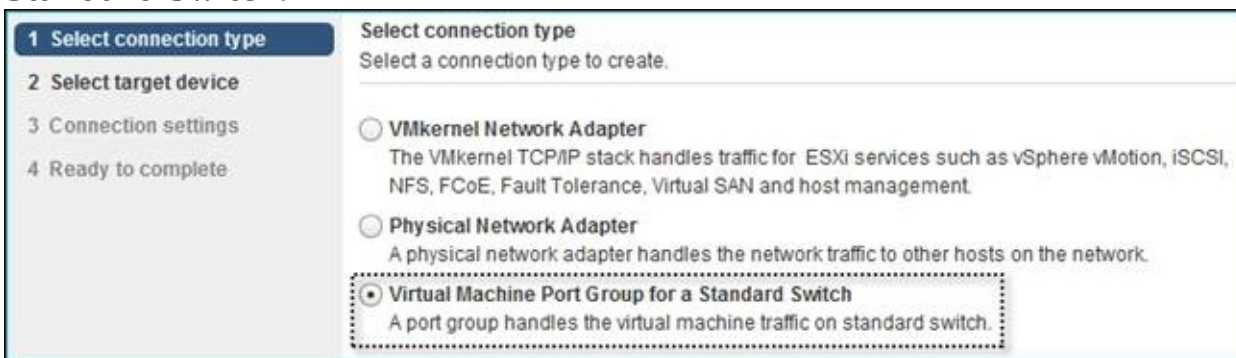 1 Select connection type
2 Select target device
3 Connection settings
4 Ready to complete
Select connection type
Select a connection type to create.
VMkernel Network Adapter
The VMkernel TCP/IP stack handles traffic for ESXi services such as vSphere vMotion, iSCSI,
NFS, FCoE, Fault Tolerance, Virtual SAN and host management.
Physical Network Adapter
A physical network adapter handles the network traffic to other hosts on the network.
Virtual Machine Port Group for a Standard Switch
A port group handles the virtual machine traffic on standard switch.